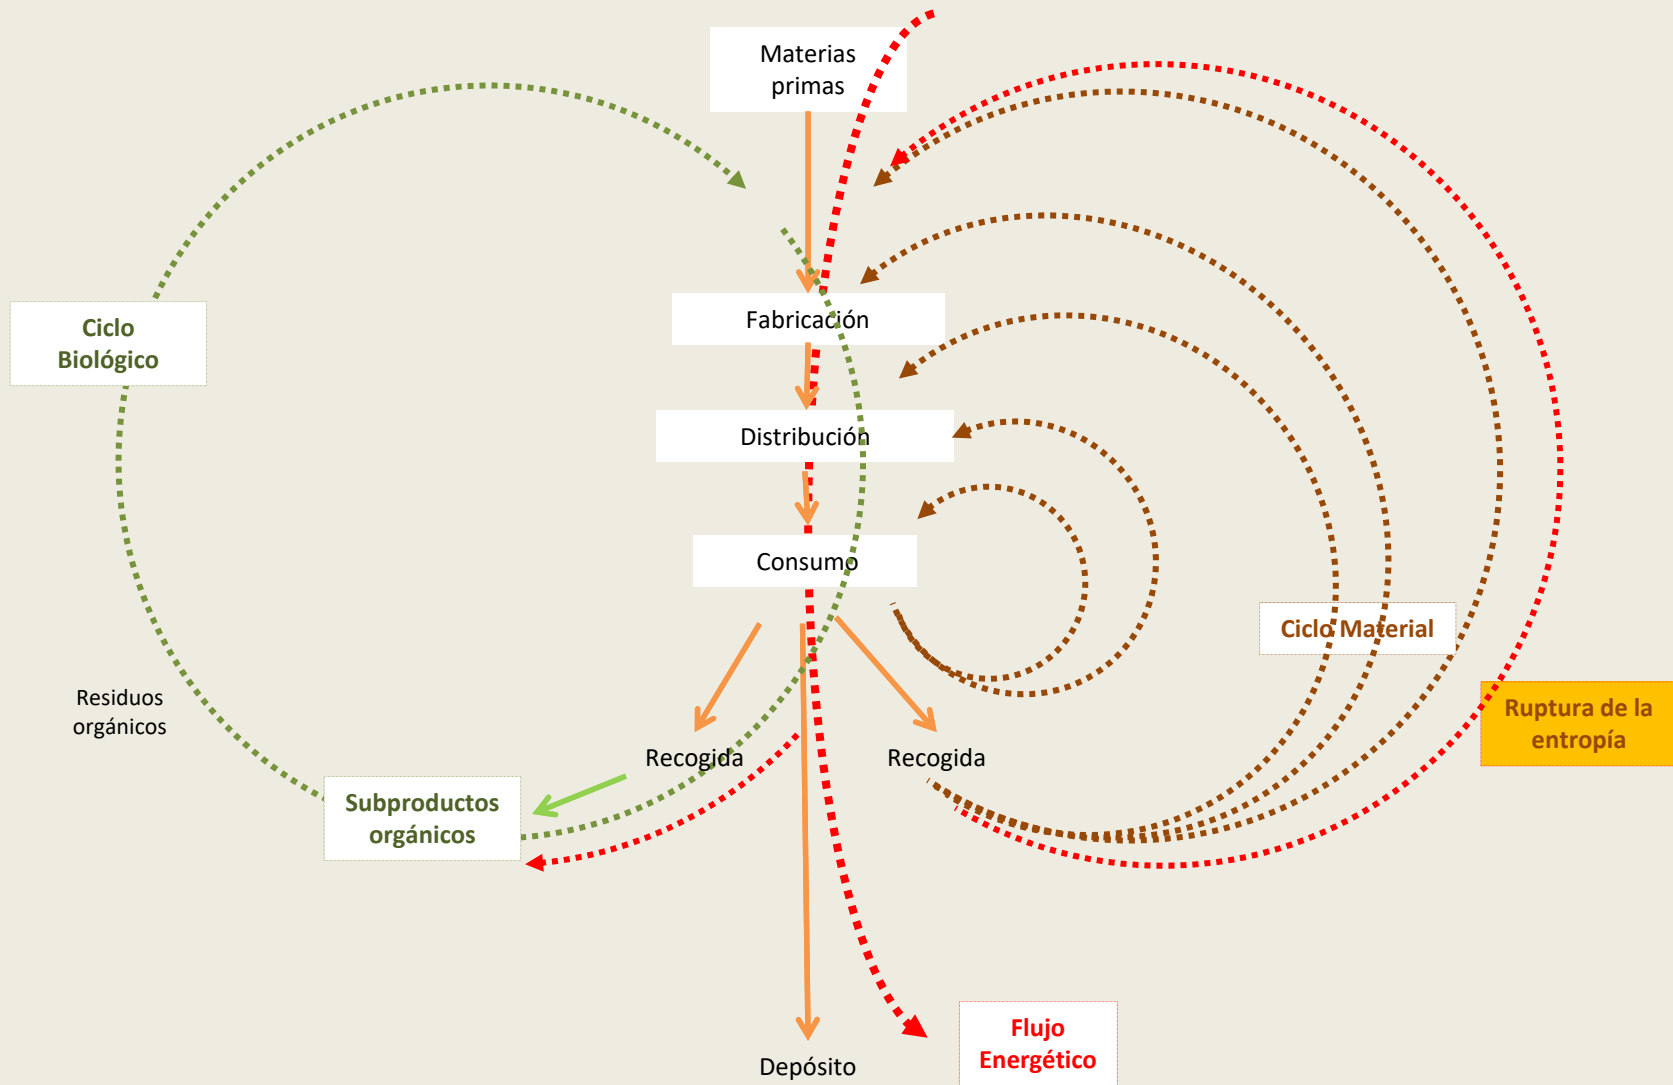 Materias
primas
Ciclo
Biológico
Fabricación
Distribución
Consumo
Ciclo Material
Residuos
orgánicos
Ruptura de la
entropía
Recogida
Recogida
Subproductos
orgánicos
Flujo
Energético
Depósito